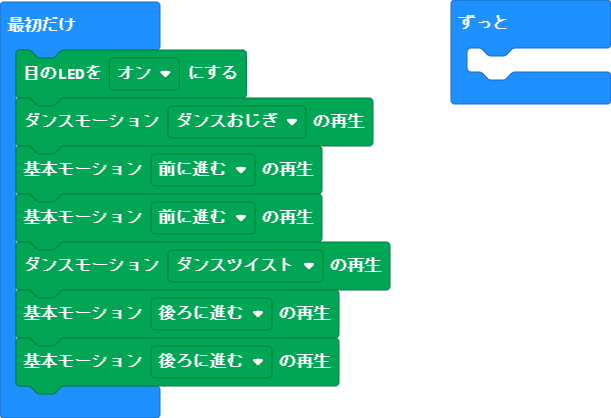 最初だけ
目のLEDを オン にする
ダンスモーション ダンスおじぎ の再生
基本モーション 前に進む の再生
基本モーション 前に進む の再生
ダンスモーション ダンスツイスト の再生
基本モーション 後ろに進む の再生
基本モーション 後ろに進む の再生
ずっと